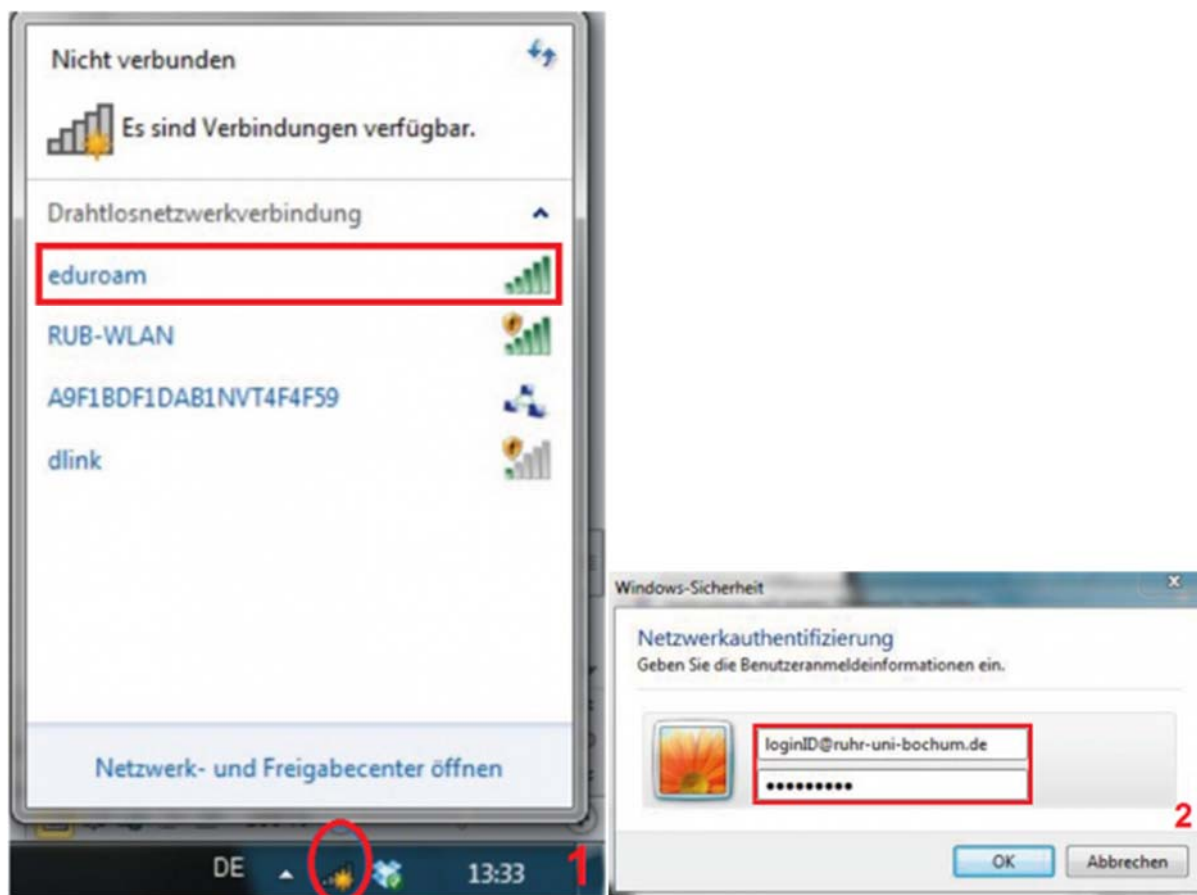 Nicht verbunden
Es sind Verbindungen verfügbar.
Drahtlosnetzwerkverbindung
eduroam
RUB-WLAN
A9F1BDF1DAB1NVT4F4F59
dlink
Netzwerk- und Freigabecenter öffnen
DE 13:33 1
Windows-Sicherheit
Netzwerkauthentifizierung
Geben Sie die Benutzeranmeldeinformationen ein.
loginID@ruhr-uni-bochum.de
•••••••••
2
OK Abbrechen